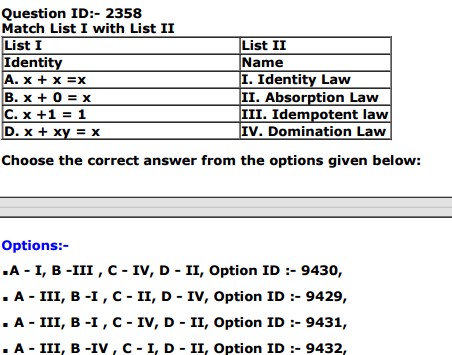 Question ID:- 2358
Match List I with List II
List I List II
Identity Name
A. x + x =x I. Identity Law
B. x + 0 = x II. Absorption Law
C. x +1 = 1 III. Idempotent law
D. x + xy = x IV. Domination Law
Choose the correct answer from the options given below:
Options:-
.A - I, B -III , C - IV, D - II, Option ID :- 9430,
. A - III, B -I , C - II, D - IV, Option ID :- 9429,
. A - III, B -I , C - IV, D - II, Option ID :- 9431,
. A - III, B -IV , C - I, D - II, Option ID :- 9432,